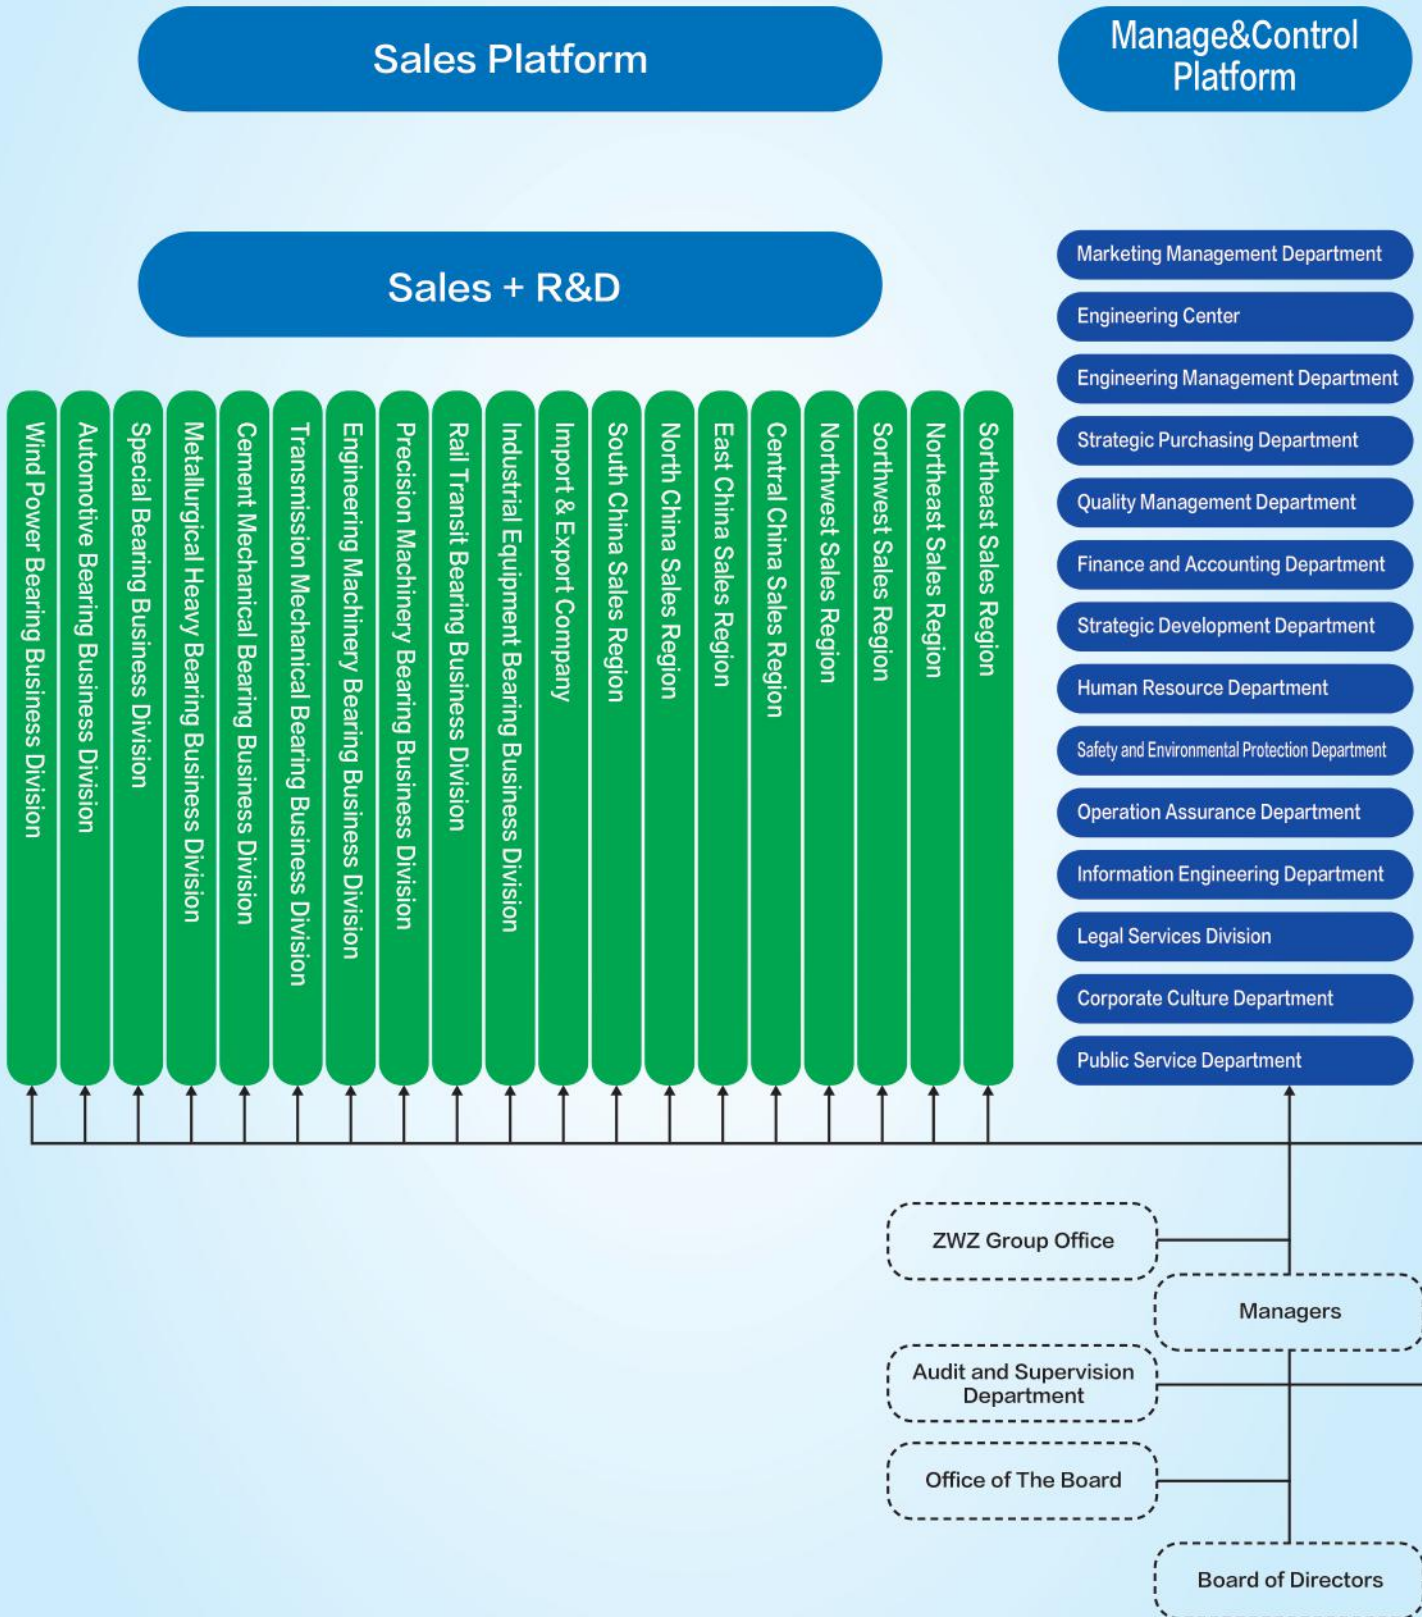 Sales Platform
Manage&Control
Platform
Sales + R&D
Wind Power Bearing Business Division
Automotive Bearing Business Division
Special Bearing Business Division
Metallurgical Heavy Bearing Business Division
Cement Mechanical Bearing Business Division
Transmission Mechanical Bearing Business Division
Engineering Machinery Bearing Business Division
Precision Machinery Bearing Business Division
Rail Transit Bearing Business Division
Industrial Equipment Bearing Business Division
Import & Export Company
South China Sales Region
North China Sales Region
East China Sales Region
Central China Sales Region
Northwest Sales Region
Sorthwest Sales Region
Northeast Sales Region
Sortheast Sales Region
Marketing Management Department
Engineering Center
Engineering Management Department
Strategic Purchasing Department
Quality Management Department
Finance and Accounting Department
Strategic Development Department
Human Resource Department
Safety and Environmental Protection Department
Operation Assurance Department
Information Engineering Department
Legal Services Division
Corporate Culture Department
Public Service Department
ZWZ Group Office
Managers
Audit and Supervision
Department
Office of The Board
Board of Directors